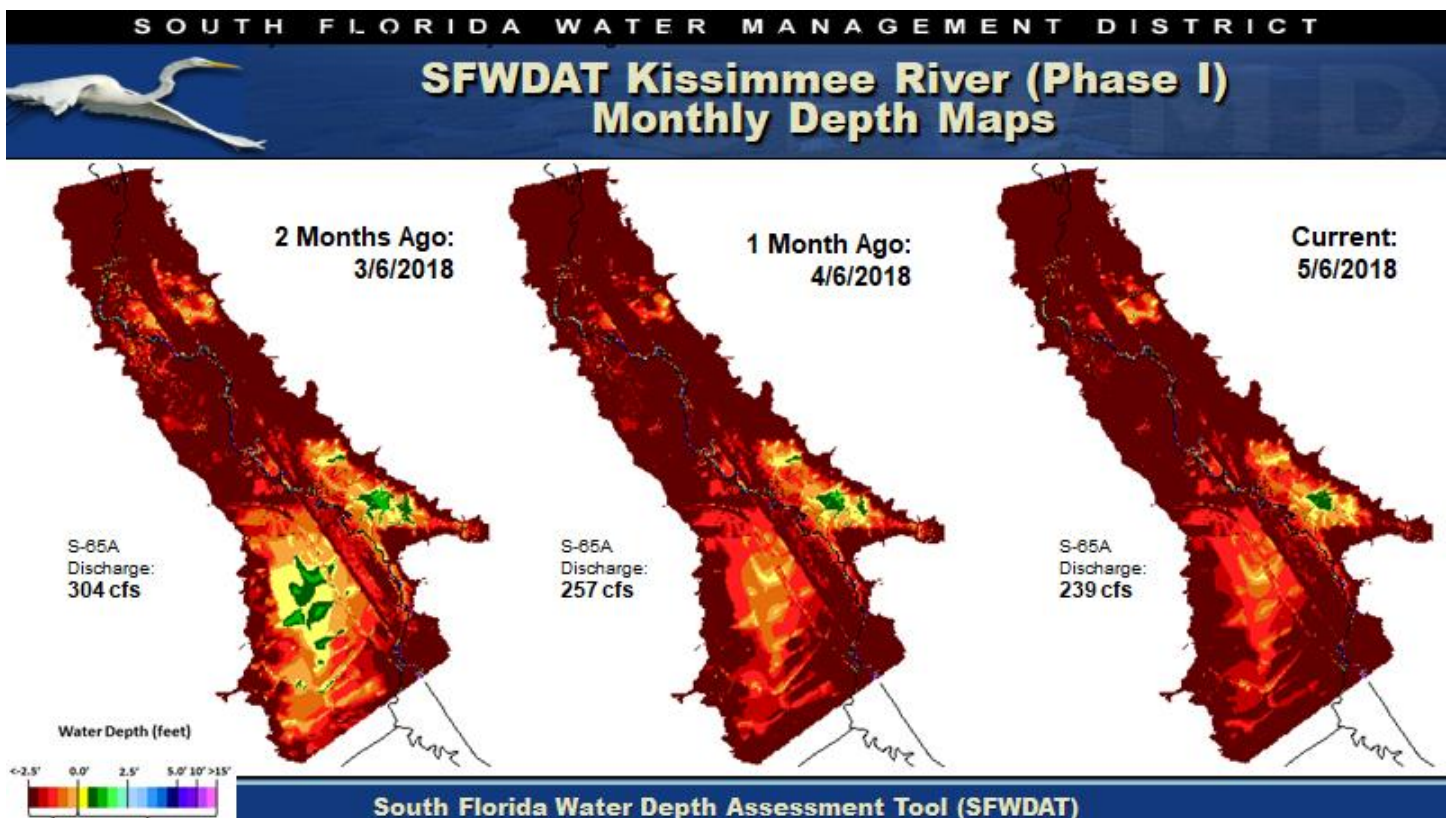 SOUTH FLORIDA WATER MANAGEMENT DISTRICT
SFWDAT Kissimmee River (Phase I)
Monthly Depth Maps
2 Months Ago:
3/6/2018
1 Month Ago:
4/6/2018
Current:
5/6/2018
S-65A
Discharge:
304 cfs
S-65A
Discharge:
257 cfs
S-65A
Discharge:
239 cfs
Water Depth (feet)
<-2.5' 0.0' 2.5' 5.0' 10' >15'
South Florida Water Depth Assessment Tool (SFWDAT)